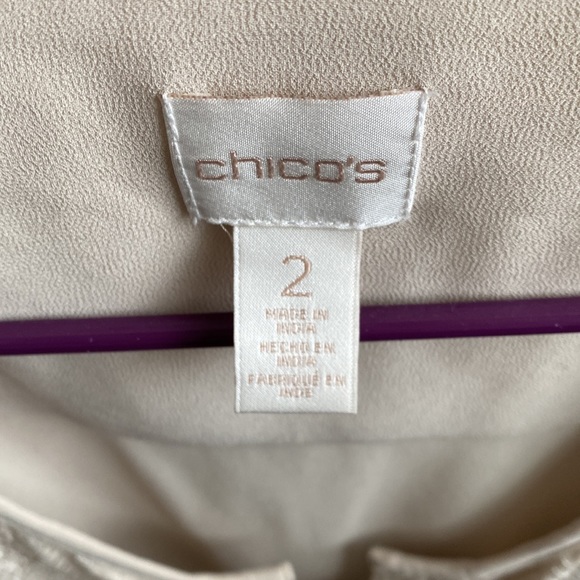 chico's
2
MADE IN
INDIA
HECHO EN
INDIA
FABRIQUÉ EN
INDE